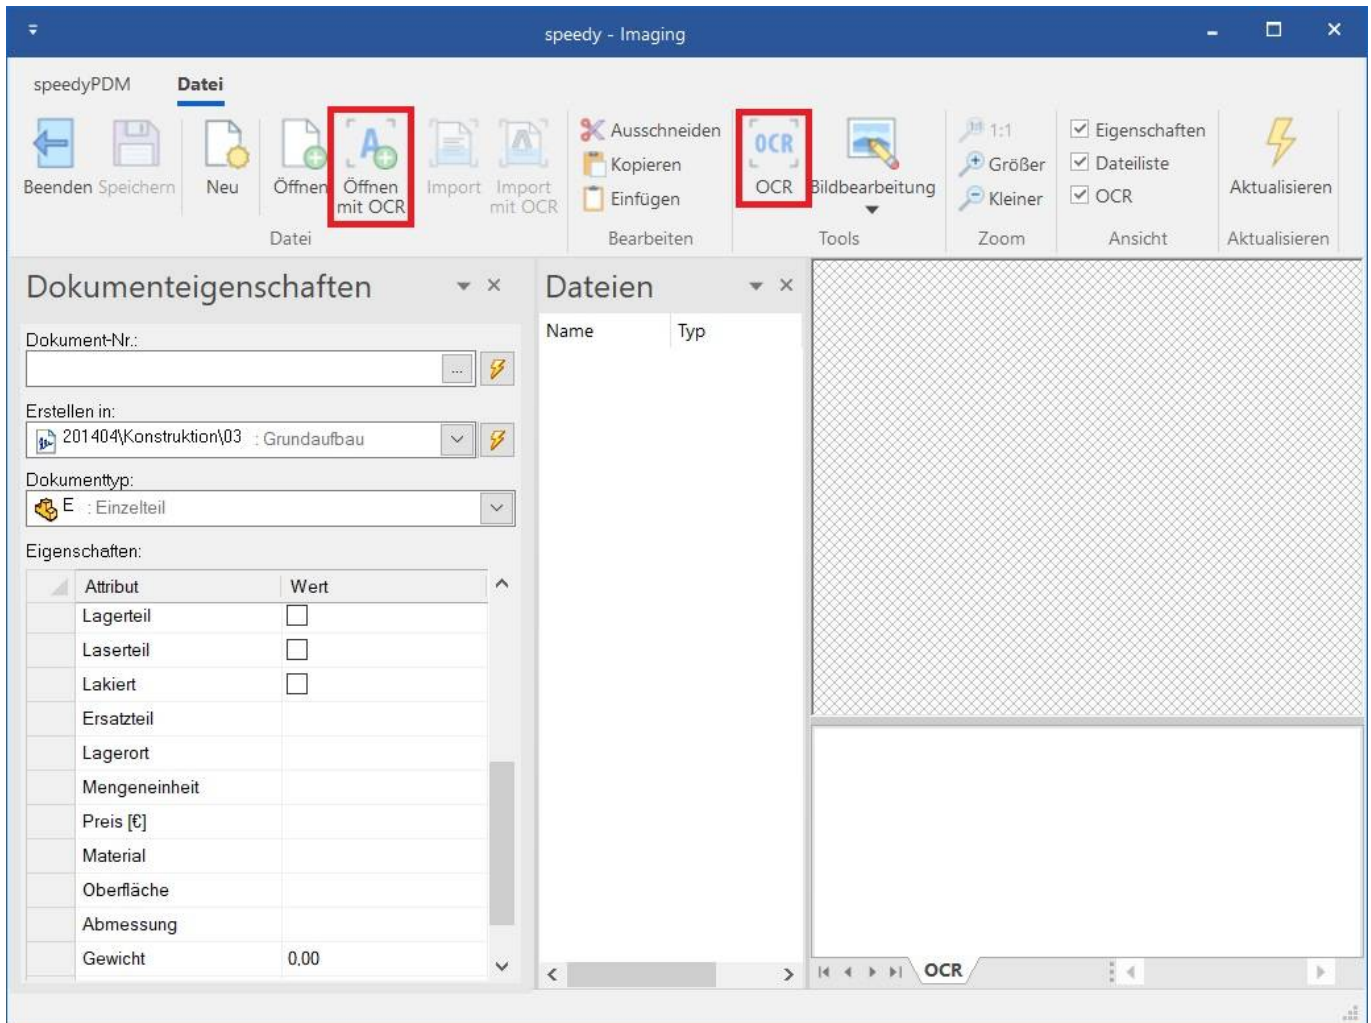 speedy - Imaging
speedyPDM Datei
Beenden Speichern Neu Öffnen Öffnen mit OCR Import Import mit OCR
Datei
Ausschneiden
Kopieren
Einfügen
Bearbeiten
OCR
OCR Bildbearbeitung
Tools
1:1
Größer
Kleiner
Zoom
Eigenschaften
Dateiliste
OCR
Ansicht
Aktualisieren
Aktualisieren
Dokumenteigenschaften
Dokument-Nr.:
...
Erstellen in:
201404\Konstruktion\03 : Grundaufbau
Dokumenttyp:
E : Einzelteil
Eigenschaften:
Attribut Wert
Lagerteil
Laserteil
Lakiert
Ersatzteil
Lagerort
Mengeneinheit
Preis [€]
Material
Oberfläche
Abmessung
Gewicht 0,00
Dateien
Name Typ
OCR